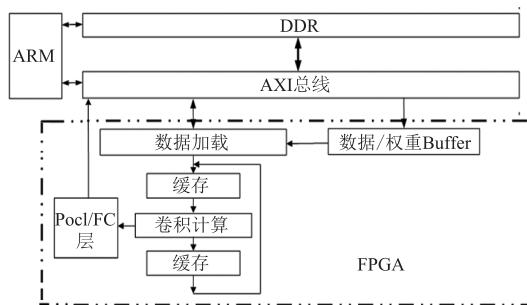 DDR
ARM
AXI总线
数据加载
数据/权重Buffer
缓存
Pocl/FC
层
卷积计算
缓存
FPGA